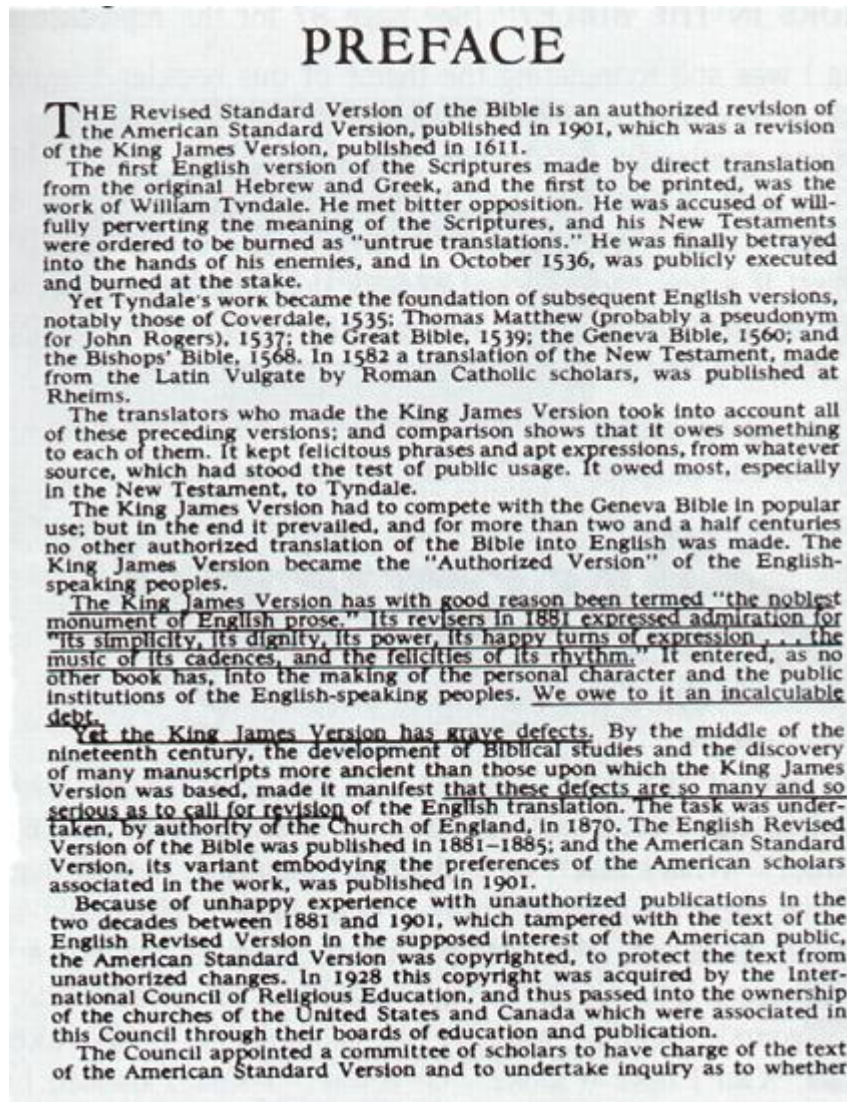 PREFACE
THE Revised Standard Version of the Bible is an authorized revision of
the American Standard Version, published in 1901, which was a revision
of the King James Version, published in 1611.
The first English version of the Scriptures made by direct translation
from the original Hebrew and Greek, and the first to be printed, was the
work of William Tyndale. He met bitter opposition. He was accused of will-
fully perverting the meaning of the Scriptures, and his New Testaments
were ordered to be burned as "untrue translations." He was finally betrayed
into the hands of his enemies, and in October 1536, was publicly executed
and burned at the stake.
Yet Tyndale's work became the foundation of subsequent English versions,
notably those of Coverdale, 1535; Thomas Matthew (probably a pseudonym
for John Rogers), 1537; the Great Bible, 1539; the Geneva Bible, 1560; and
the Bishops' Bible, 1568. In 1582 a translation of the New Testament, made
from the Latin Vulgate by Roman Catholic scholars, was published at
Rheims.
The translators who made the King James Version took into account all
of these preceding versions; and comparison shows that it owes something
to each of them. It kept felicitous phrases and apt expressions, from whatever
source, which had stood the test of public usage. It owed most, especially
in the New Testament, to Tyndale.
The King James Version had to compete with the Geneva Bible in popular
use; but in the end it prevailed, and for more than two and a half centuries
no other authorized translation of the Bible into English was made. The
King James Version became the "Authorized Version" of the English-
speaking peoples.
The King James Version has with good reason been termed "the noblest
monument of English prose." Its revisers in 1881 expressed admiration for
"its simplicity, its dignity, its power, its happy turns of expression . . . the
music of its cadences, and the felicities of its rhythm." It entered, as no
other book has, into the making of the personal character and the public
institutions of the English-speaking peoples. We owe to it an incalculable
debt.
Yet the King James Version has grave defects. By the middle of the
nineteenth century, the development of Biblical studies and the discovery
of many manuscripts more ancient than those upon which the King James
Version was based, made it manifest that these defects are so many and so
serious as to call for revision of the English translation. The task was under-
taken, by authority of the Church of England, in 1870. The English Revised
Version of the Bible was published in 1881–1885; and the American Standard
Version, its variant embodying the preferences of the American scholars
associated in the work, was published in 1901.
Because of unhappy experience with unauthorized publications in the
two decades between 1881 and 1901, which tampered with the text of the
English Revised Version in the supposed interest of the American public,
the American Standard Version was copyrighted, to protect the text from
unauthorized changes. In 1928 this copyright was acquired by the Inter-
national Council of Religious Education, and thus passed into the ownership
of the churches of the United States and Canada which were associated in
this Council through their boards of education and publication.
The Council appointed a committee of scholars to have charge of the text
of the American Standard Version and to undertake inquiry as to whether